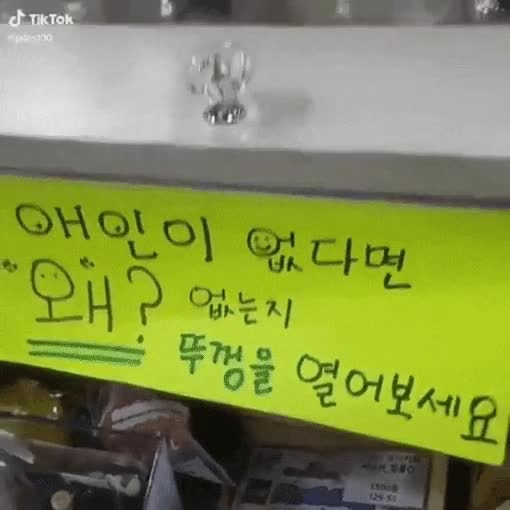 TikTok
애인이 없다면
"왜? 없는지
뚜껑을 열어보세요